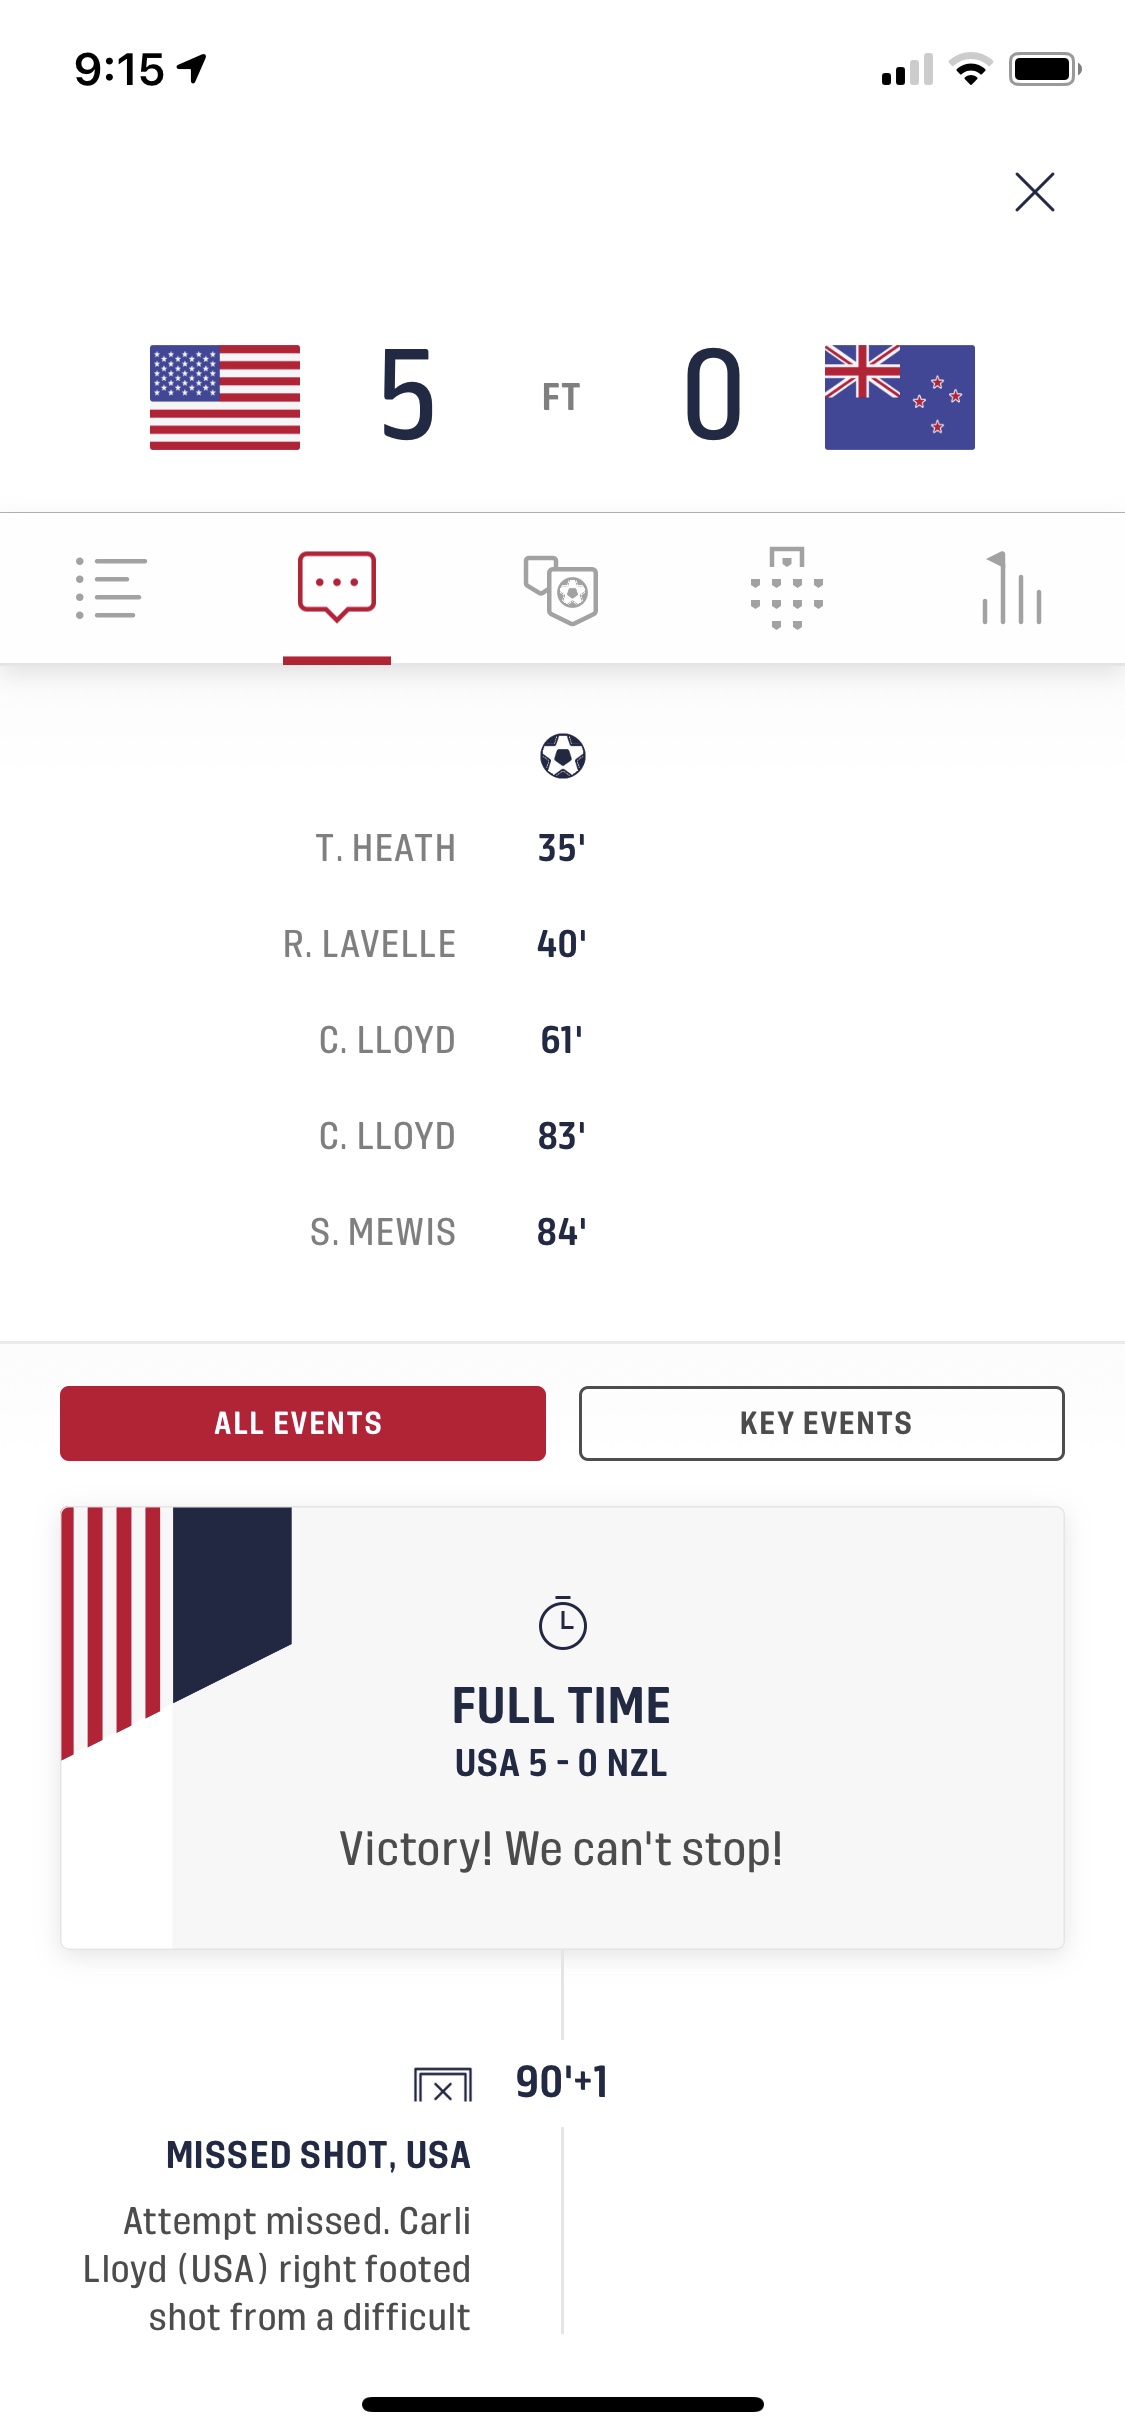 9:15
5 FT 0
T. HEATH 35'
R. LAVELLE 40'
C. LLOYD 61'
C. LLOYD 83'
S. MEWIS 84'
ALL EVENTS KEY EVENTS
FULL TIME
USA 5 - 0 NZL
Victory! We can't stop!
90'+1
MISSED SHOT, USA
Attempt missed. Carli
Lloyd (USA) right footed
shot from a difficult